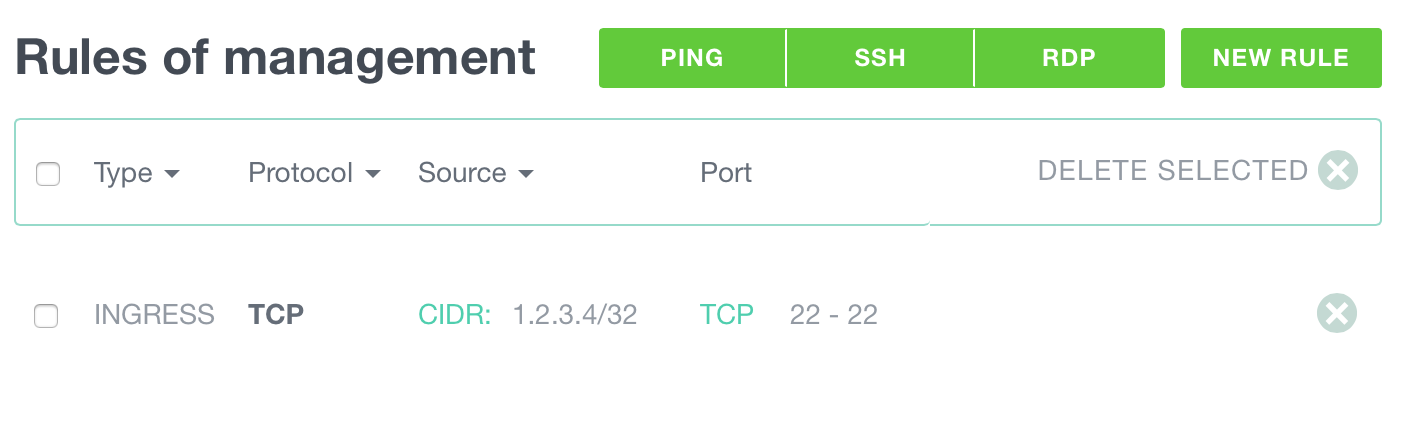 Rules of management PING SSH RDP NEW RULE
Type Protocol Source Port DELETE SELECTED
INGRESS TCP CIDR: 1.2.3.4/32 TCP 22 - 22